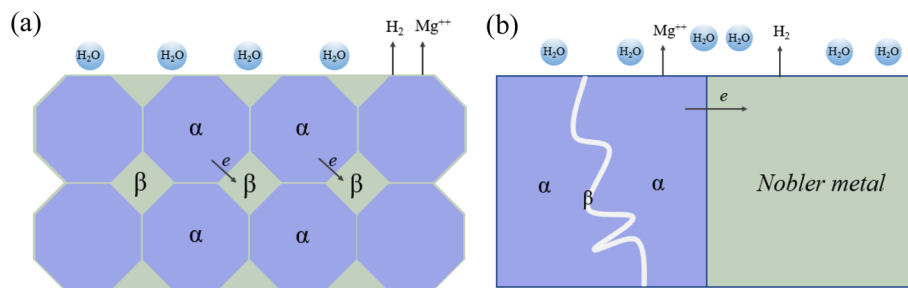 (a)
H₂ Mg⁺⁺
H₂O H₂O H₂O H₂O
α α
e e
β β β
α α
(b)
Mg⁺⁺ H₂O H₂O H₂
H₂O H₂O H₂O H₂O
e
α α Nobler metal
β